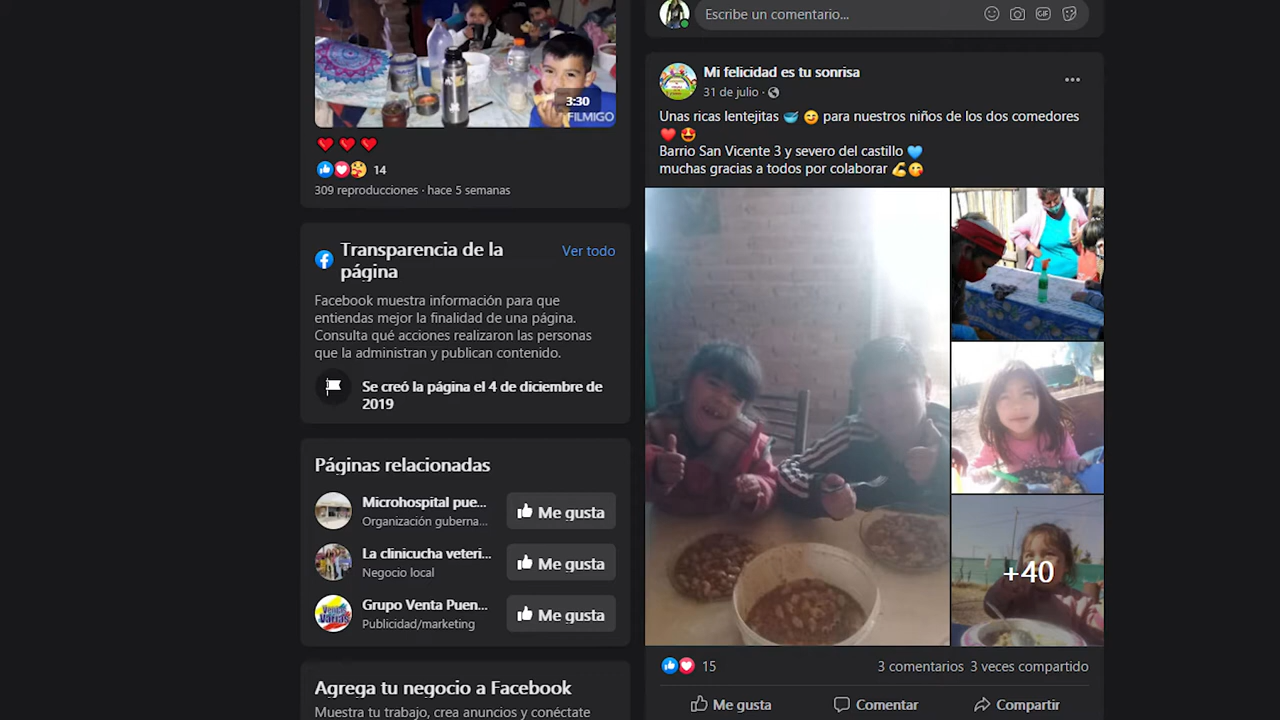 3:30
FILMIGO
14
309 reproducciones · hace 5 semanas
Transparencia de la
página
Ver todo
Facebook muestra información para que
entiendas mejor la finalidad de una página.
Consulta qué acciones realizaron las personas
que la administran y publican contenido.
Se creó la página el 4 de diciembre de
2019
Páginas relacionadas
Microhospital pue...
Organización guberna...
Me gusta
La clinicucha veteri...
Negocio local
Me gusta
Grupo Venta Puen...
Publicidad/marketing
Me gusta
Agrega tu negocio a Facebook
Muestra tu trabajo, crea anuncios y conéctate
Escribe un comentario...
GIF
Mi felicidad es tu sonrisa
31 de julio ·
Unas ricas lentejitas 🥣 😊 para nuestros niños de los dos comedores
❤️ 🤩
Barrio San Vicente 3 y severo del castillo 💙
muchas gracias a todos por colaborar 💪😋
+40
15
3 comentarios 3 veces compartido
Me gusta
Comentar
Compartir